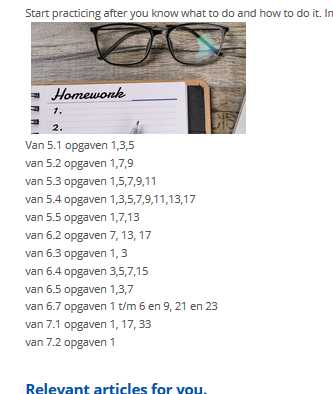 Start practicing after you know what to do and how to do it. In
Homework
1.
2.
Van 5.1 opgaven 1,3,5
van 5.2 opgaven 1,7,9
van 5.3 opgaven 1,5,7,9,11
van 5.4 opgaven 1,3,5,7,9,11,13,17
van 5.5 opgaven 1,7,13
van 6.2 opgaven 7, 13, 17
van 6.3 opgaven 1, 3
van 6.4 opgaven 3,5,7,15
van 6.5 opgaven 1,3,7
van 6.7 opgaven 1 t/m 6 en 9, 21 en 23
van 7.1 opgaven 1, 17, 33
van 7.2 opgaven 1
Relevant articles for you.